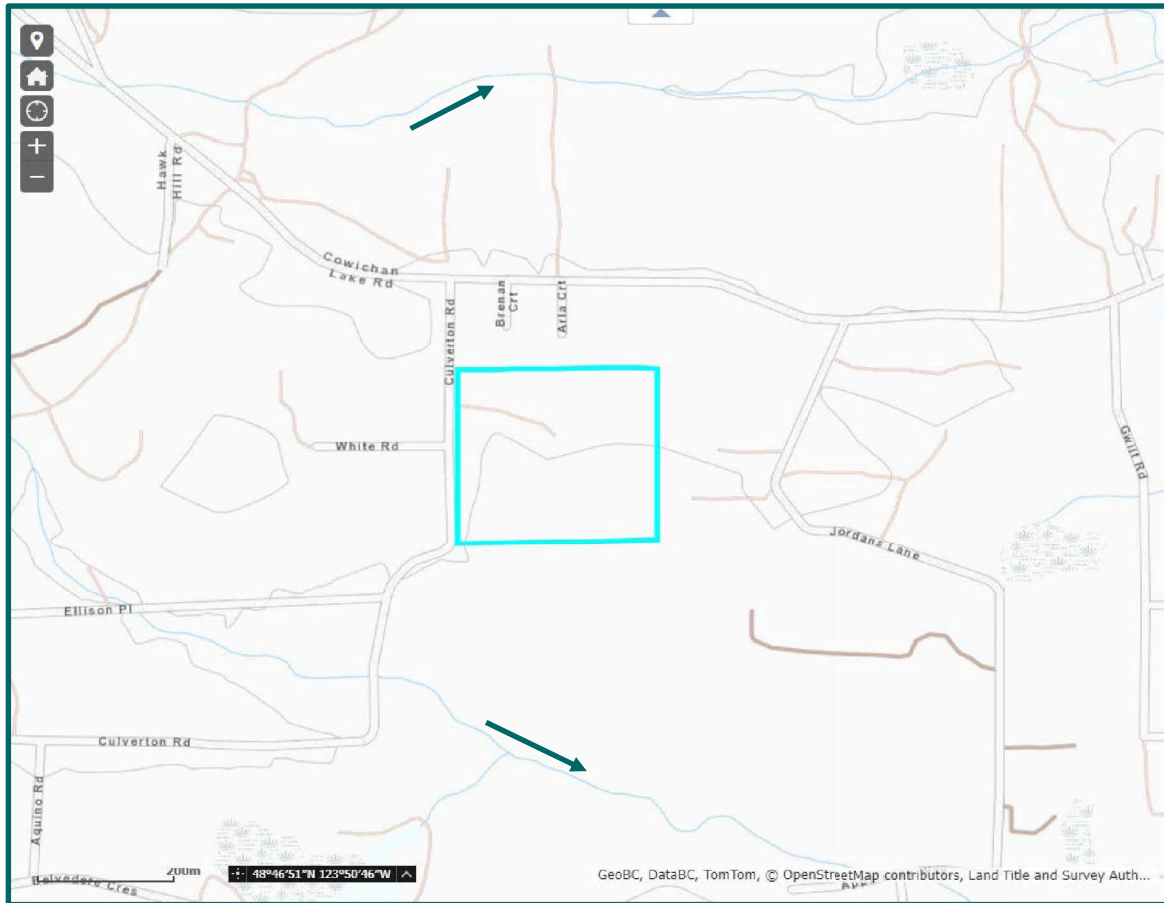 Hawk
Hill Rd
Cowichan
Lake Rd
Culverton Rd
Brenan
Crt
Arla Crt
White Rd
Gwilt Rd
Jordans Lane
Ellison Pl
Culverton Rd
Aquino Rd
200m
48°46'51"N 123°50'46"W
GeoBC, DataBC, TomTom, © OpenStreetMap contributors, Land Title and Survey Auth...
Belvedere Cres